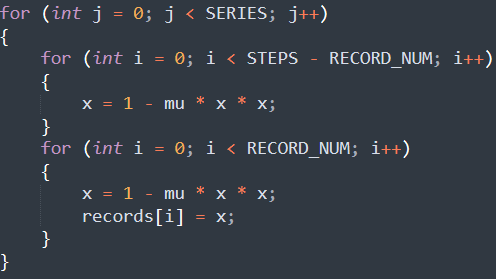 for (int j = 0; j < SERIES; j++)
{
    for (int i = 0; i < STEPS - RECORD_NUM; i++)
    {
        x = 1 - mu * x * x;
    }
    for (int i = 0; i < RECORD_NUM; i++)
    {
        x = 1 - mu * x * x;
        records[i] = x;
    }
}